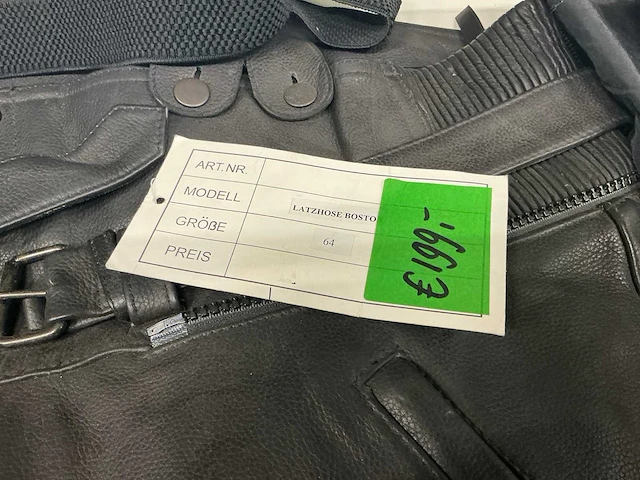 ART.NR.
MODELL LATZHOSE BOSTO
GRÖßE 64
PREIS
€ 199,-